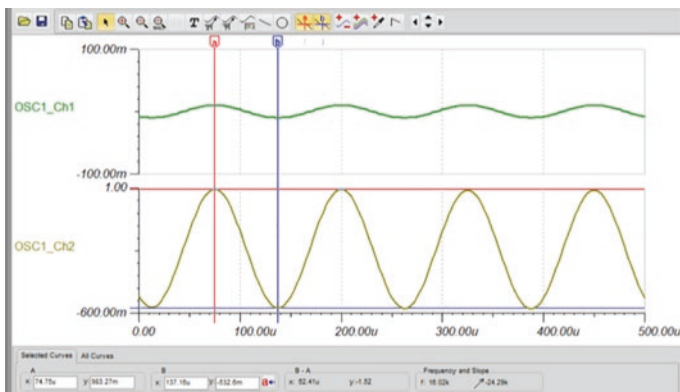 T
a b
100.00m
OSC1_Ch1
-100.00m
1.00
OSC1_Ch2
-600.00m
0.00 100.00u 200.00u 300.00u 400.00u 500.00u
Selected Curves All Curves
A B B - A Frequency and Slope
x: 74.75u y: 983.27m x: 137.16u y: -532.6m a x: 62.41u y:-1.52 f: 16.02k -24.29k